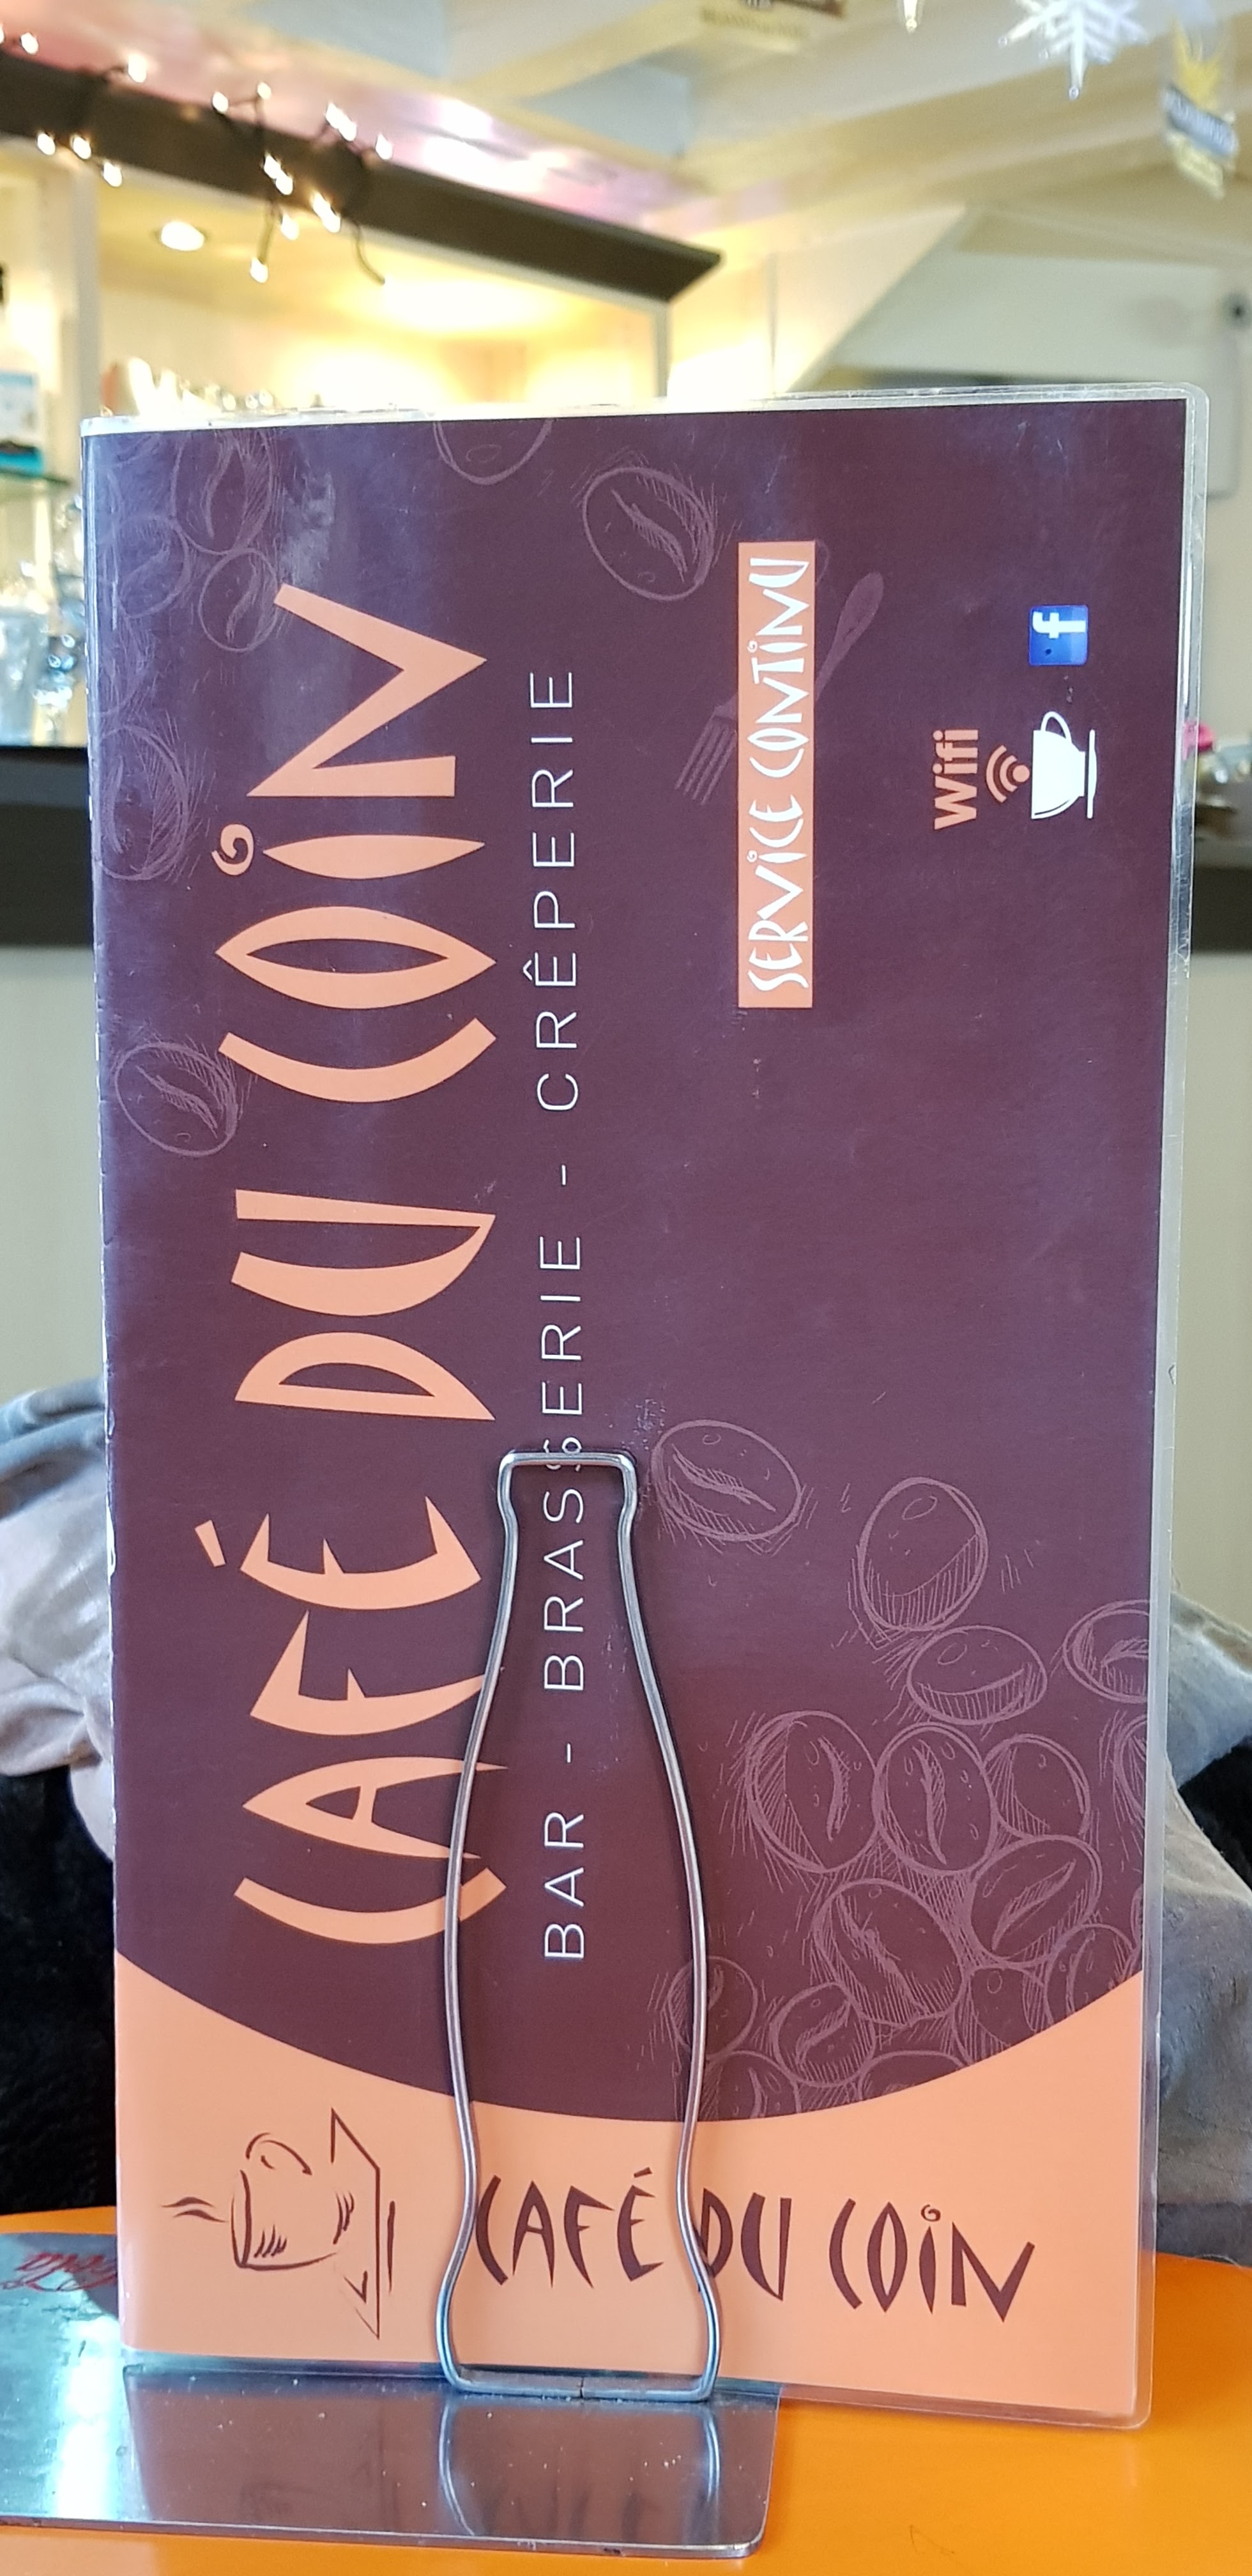 CAFÉ DU COIN
BAR - BRASSERIE - CRÊPERIE
SERVICE CONTINU
Wifi
f
CAFÉ DU COIN